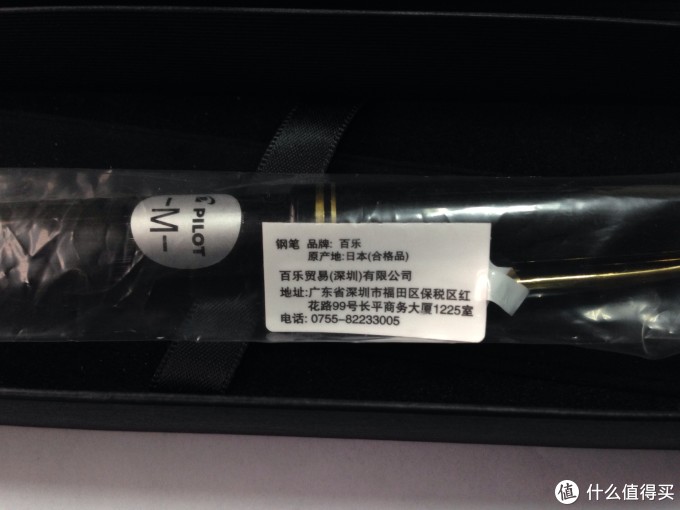 PILOT
-M-
钢笔 品牌: 百乐
原产地:日本(合格品)
百乐贸易(深圳)有限公司
地址:广东省深圳市福田区保税区红
花路99号长平商务大厦1225室
电话: 0755-82233005
值 什么值得买